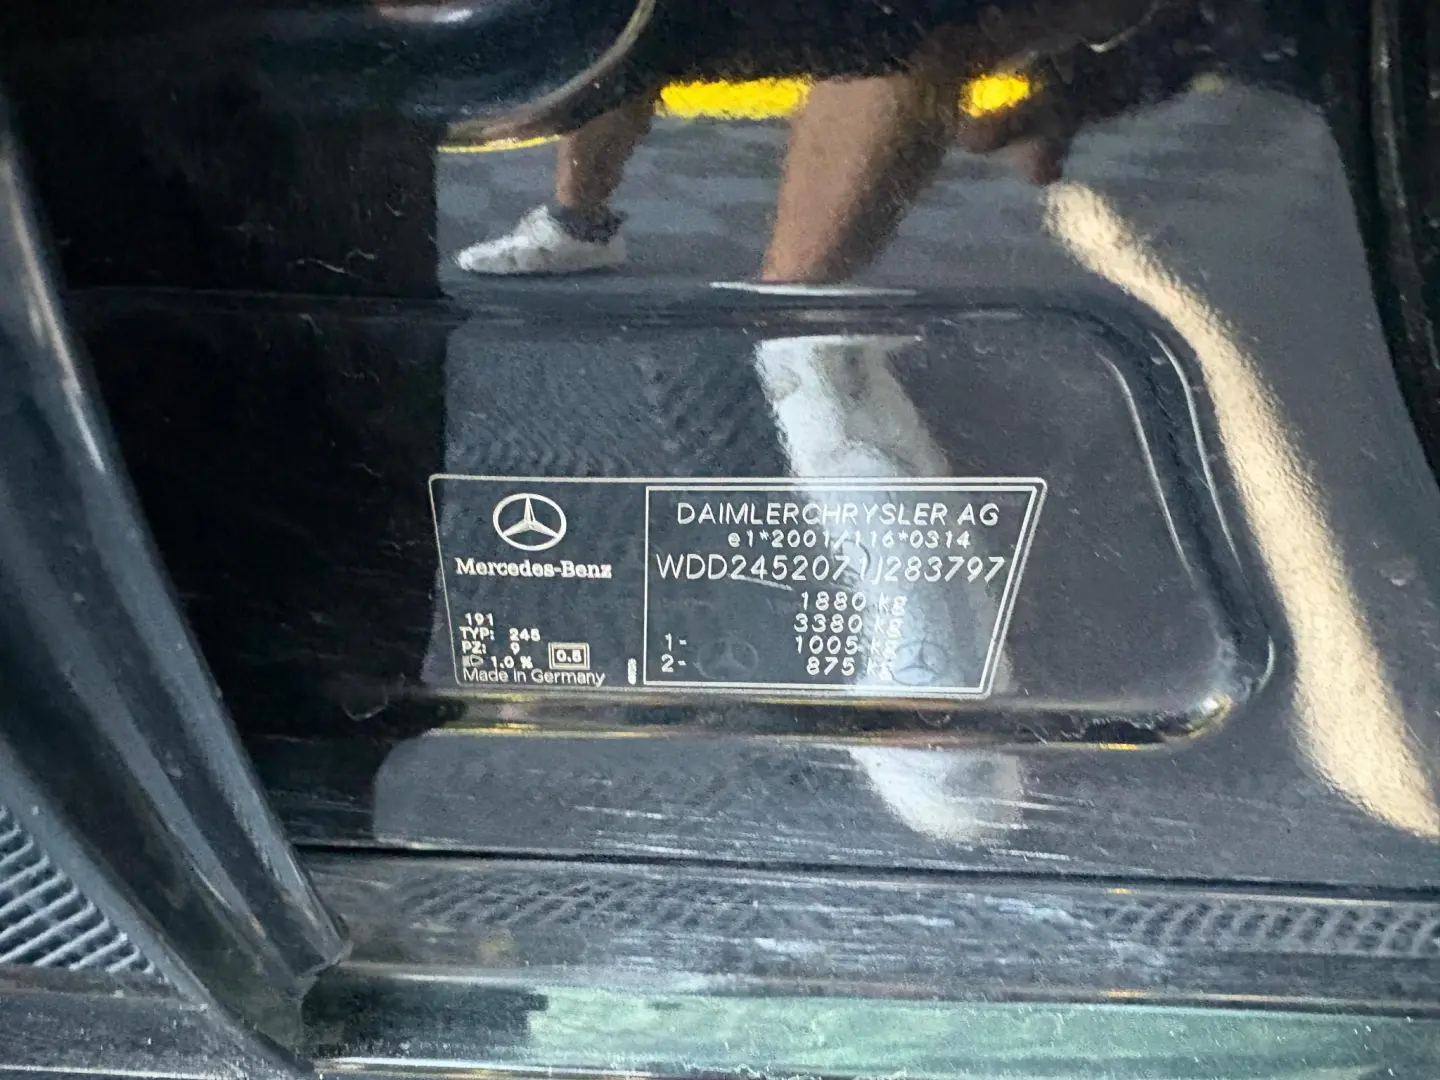 Mercedes-Benz
191
TYP: 245
PZ: 9
1.0 % 0.5
Made in Germany
DAIMLERCHRYSLER AG
e1*2001/116*0314
WDD2452071J283797
1880 kg
3380 kg
1- 1005 kg
2- 875 kg